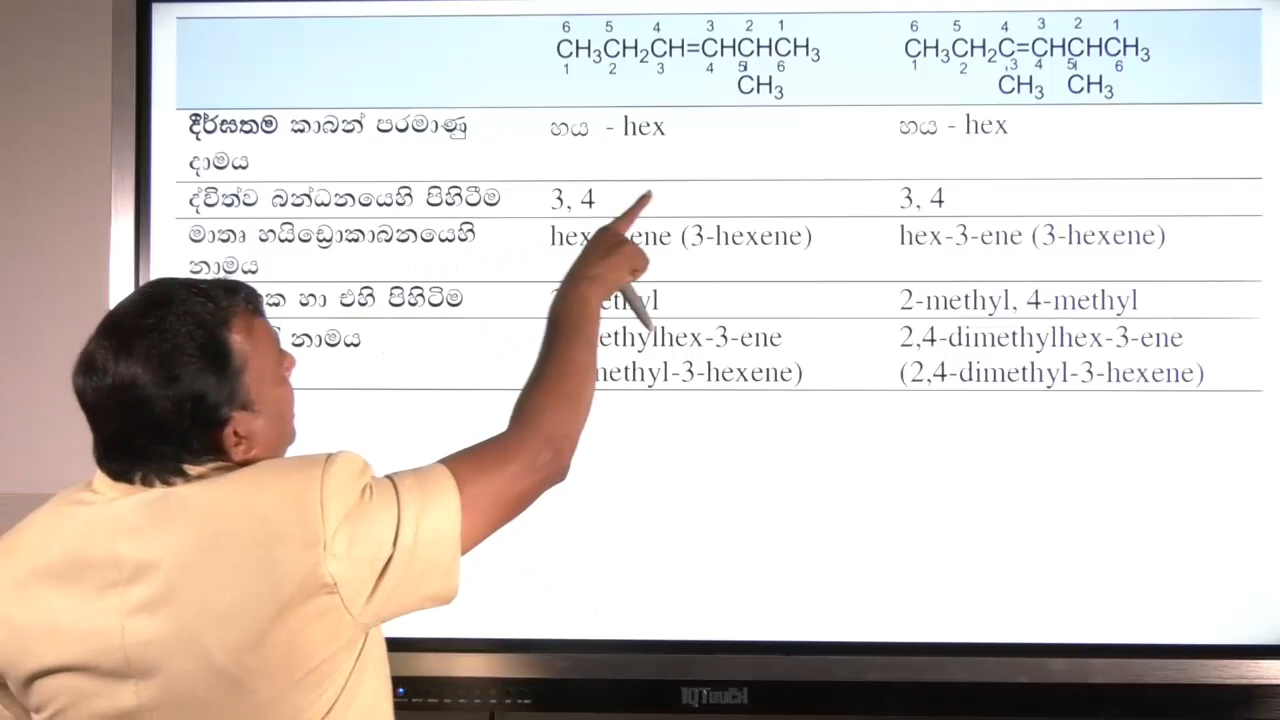 6 5 4 3 2 1 6 5 4 3 2 1
CH3CH2CH=CHCHCH3 CH3CH2C=CHCHCH3
1 2 3 4 5 6 1 2 3 4 5 6
CH3 CH3 CH3
දීර්ඝතම කාබන් පරමාණු හය - hex හය - hex
දාමය
ද්විත්ව බන්ධනයෙහි පිහිටීම 3, 4 3, 4
මාතෘ හයිඩ්‍රොකාබනයෙහි hex ene (3-hexene) hex-3-ene (3-hexene)
නාමය
හා එහි පිහිටීම 2-methyl, 4-methyl
නාමය ethylhex-3-ene 2,4-dimethylhex-3-ene
methyl-3-hexene) (2,4-dimethyl-3-hexene)
IQTouch